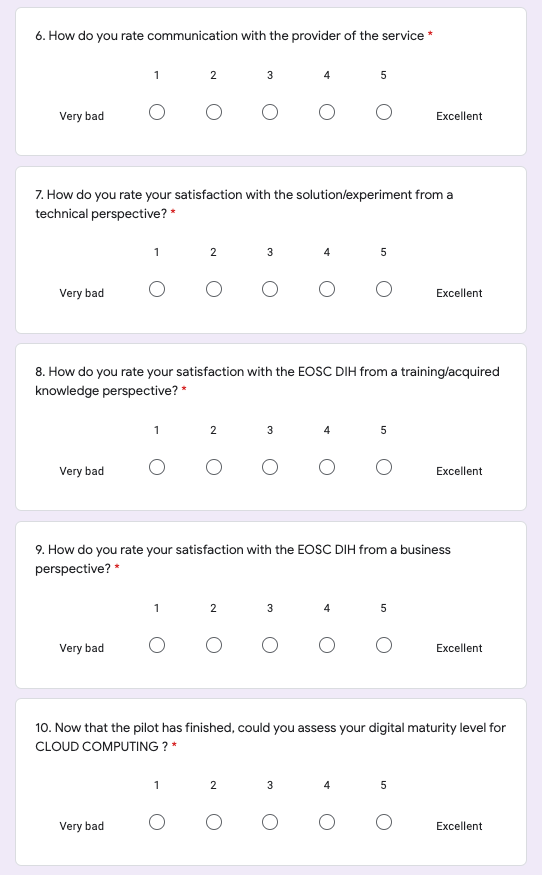 6. How do you rate communication with the provider of the service *
1 2 3 4 5
Very bad Excellent
7. How do you rate your satisfaction with the solution/experiment from a
technical perspective? *
1 2 3 4 5
Very bad Excellent
8. How do you rate your satisfaction with the EOSC DIH from a training/acquired
knowledge perspective? *
1 2 3 4 5
Very bad Excellent
9. How do you rate your satisfaction with the EOSC DIH from a business
perspective? *
1 2 3 4 5
Very bad Excellent
10. Now that the pilot has finished, could you assess your digital maturity level for
CLOUD COMPUTING ? *
1 2 3 4 5
Very bad Excellent